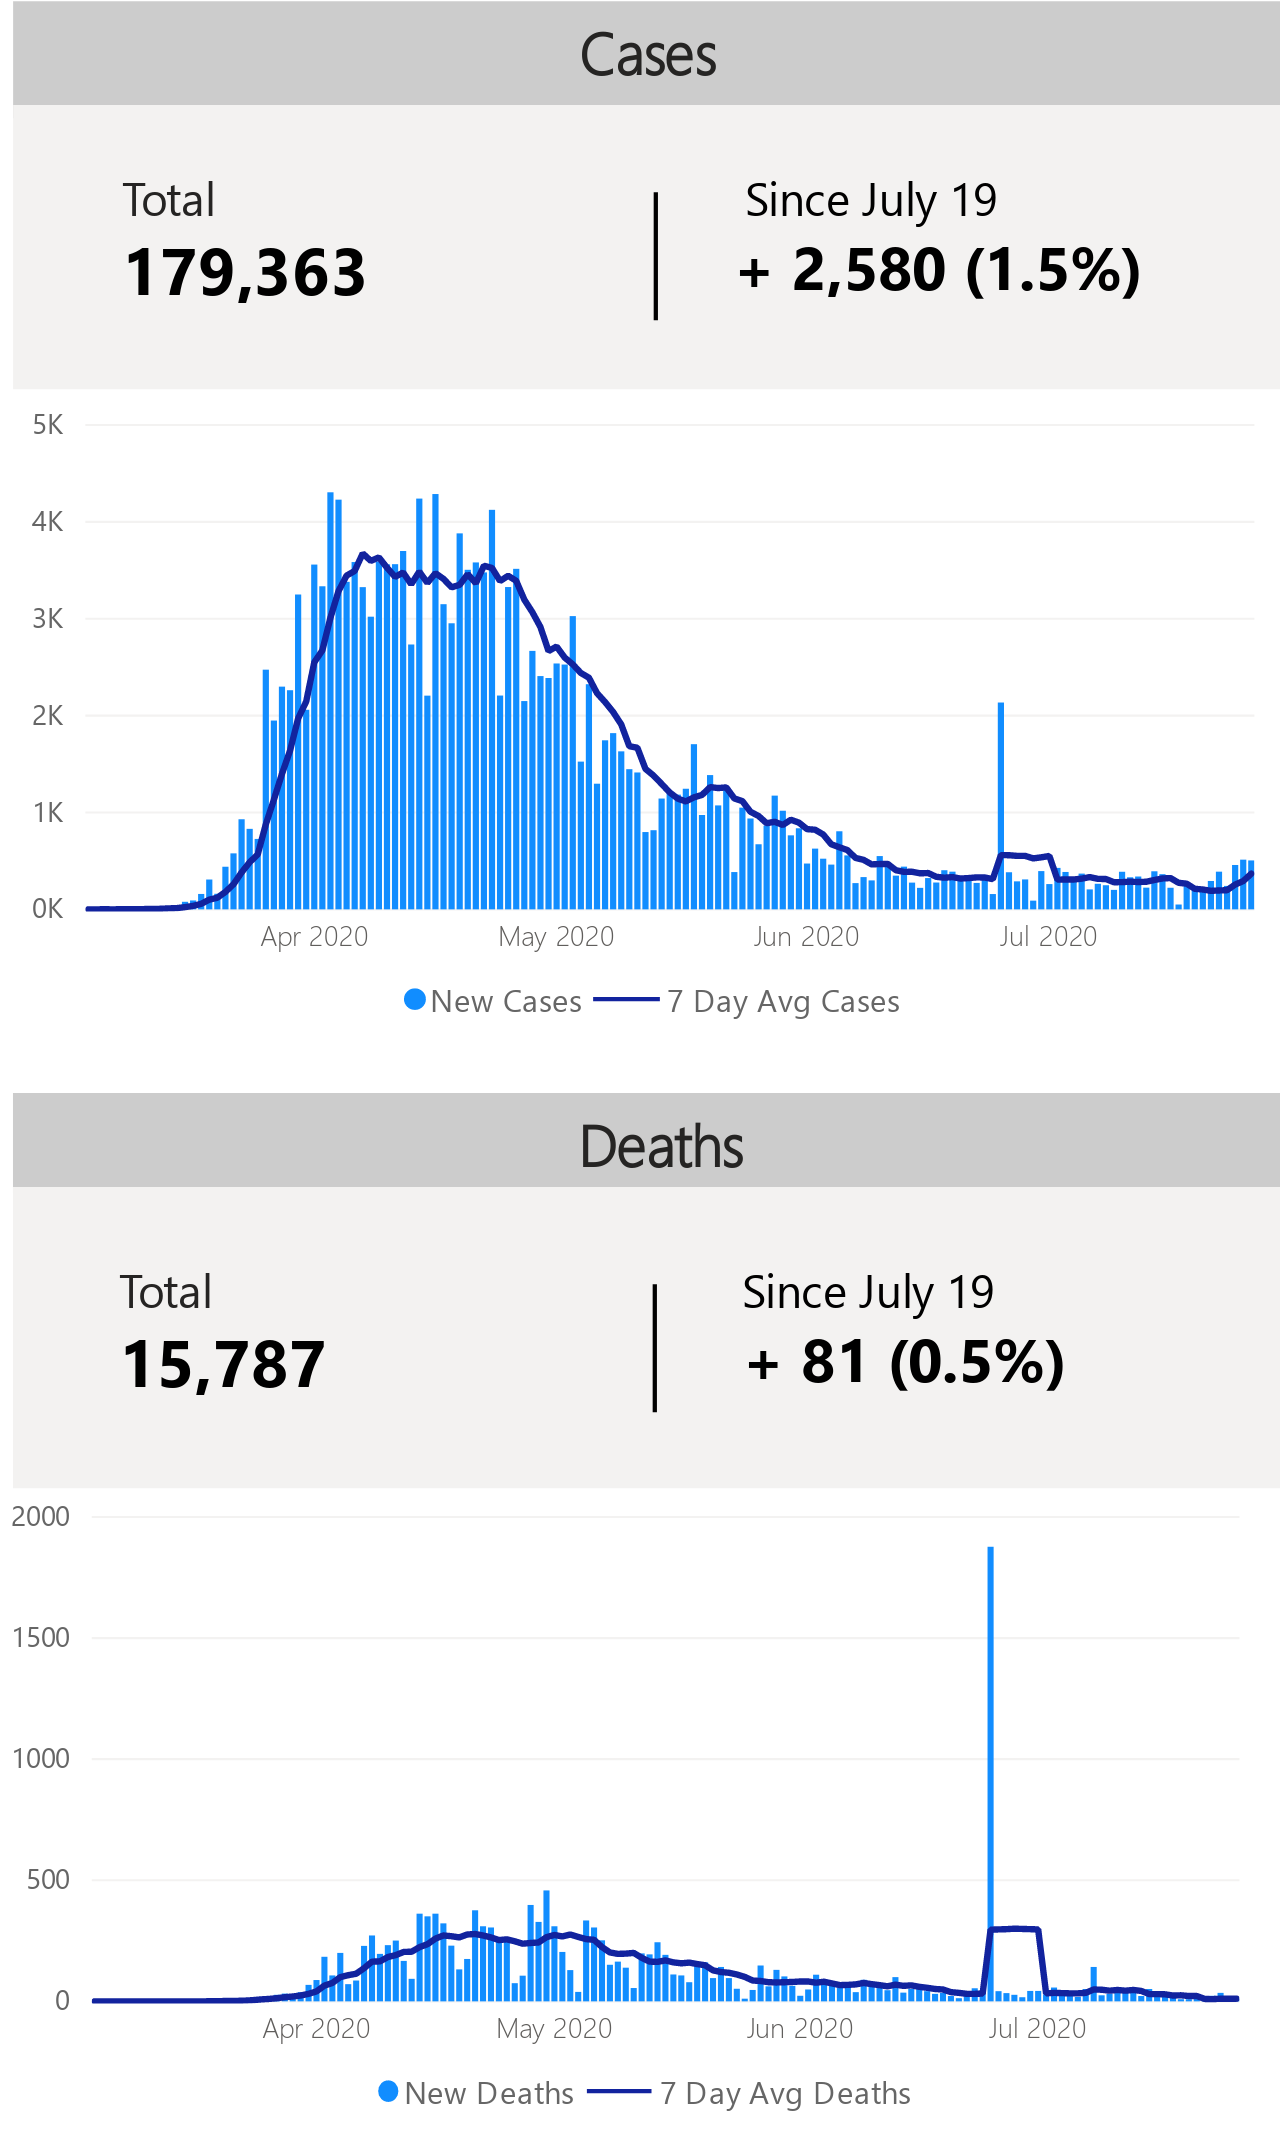 Cases
Total
Since July 19
179,363
+ 2,580 (1.5%)
5K
4K
3K
2K
1K
0K
Apr 2020
May 2020
Jun 2020
Jul 2020
New Cases
7 Day Avg Cases
Deaths
Total
Since July 19
15,787
+ 81 (0.5%)
2000
1500
1000
500
0
Apr 2020
May 2020
Jun 2020
Jul 2020
New Deaths
7 Day Avg Deaths